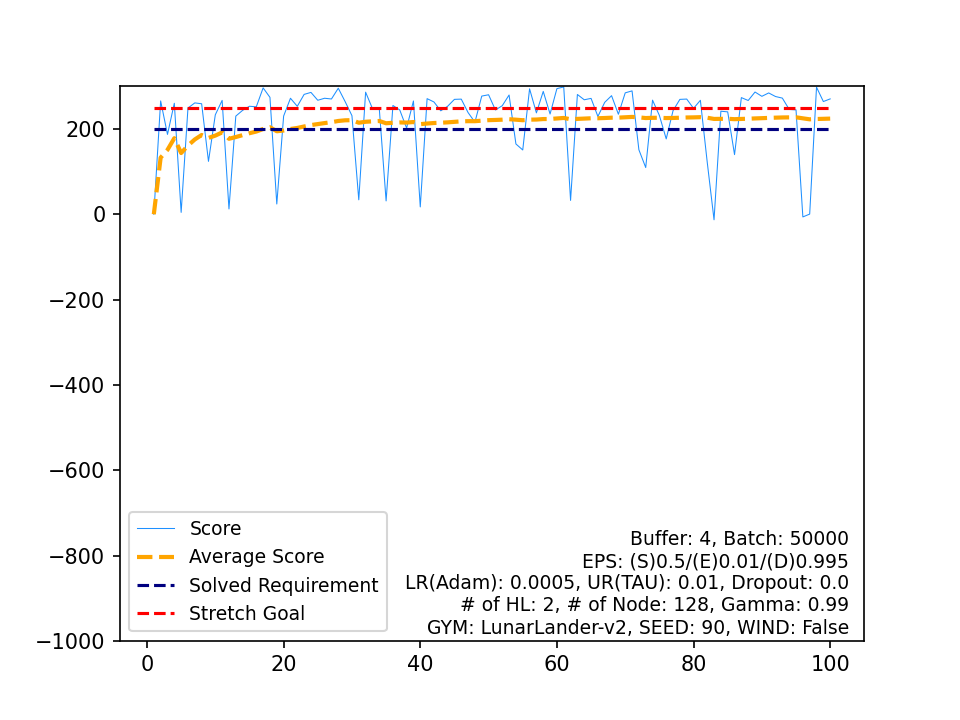 200
0
−200
−400
−600
−800
−1000
0
20
40
60
80
100
Score
Average Score
Solved Requirement
Stretch Goal
Buffer: 4, Batch: 50000
EPS: (S)0.5/(E)0.01/(D)0.995
LR(Adam): 0.0005, UR(TAU): 0.01, Dropout: 0.0
# of HL: 2, # of Node: 128, Gamma: 0.99
GYM: LunarLander-v2, SEED: 90, WIND: False